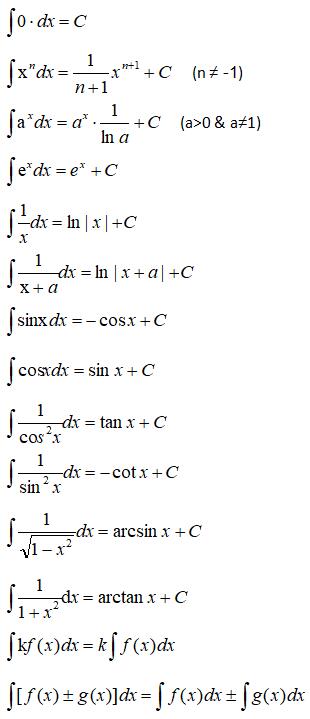 ∫0·dx = C
∫xⁿdx = 1/(n+1) xⁿ⁺¹ + C (n ≠ -1)
∫aˣdx = aˣ · 1/ln a + C (a>0 & a≠1)
∫eˣdx = eˣ + C
∫1/x dx = ln | x | +C
∫1/(x + a) dx = ln | x + a | +C
∫sinx dx = − cosx + C
∫cosxdx = sin x + C
∫1/cos²x dx = tan x + C
∫1/sin²x dx = − cot x + C
∫1/√(1 − x²) dx = arcsin x + C
∫1/(1 + x²) dx = arctan x + C
∫kf(x)dx = k∫f(x)dx
∫[f(x) ± g(x)]dx = ∫f(x)dx ± ∫g(x)dx